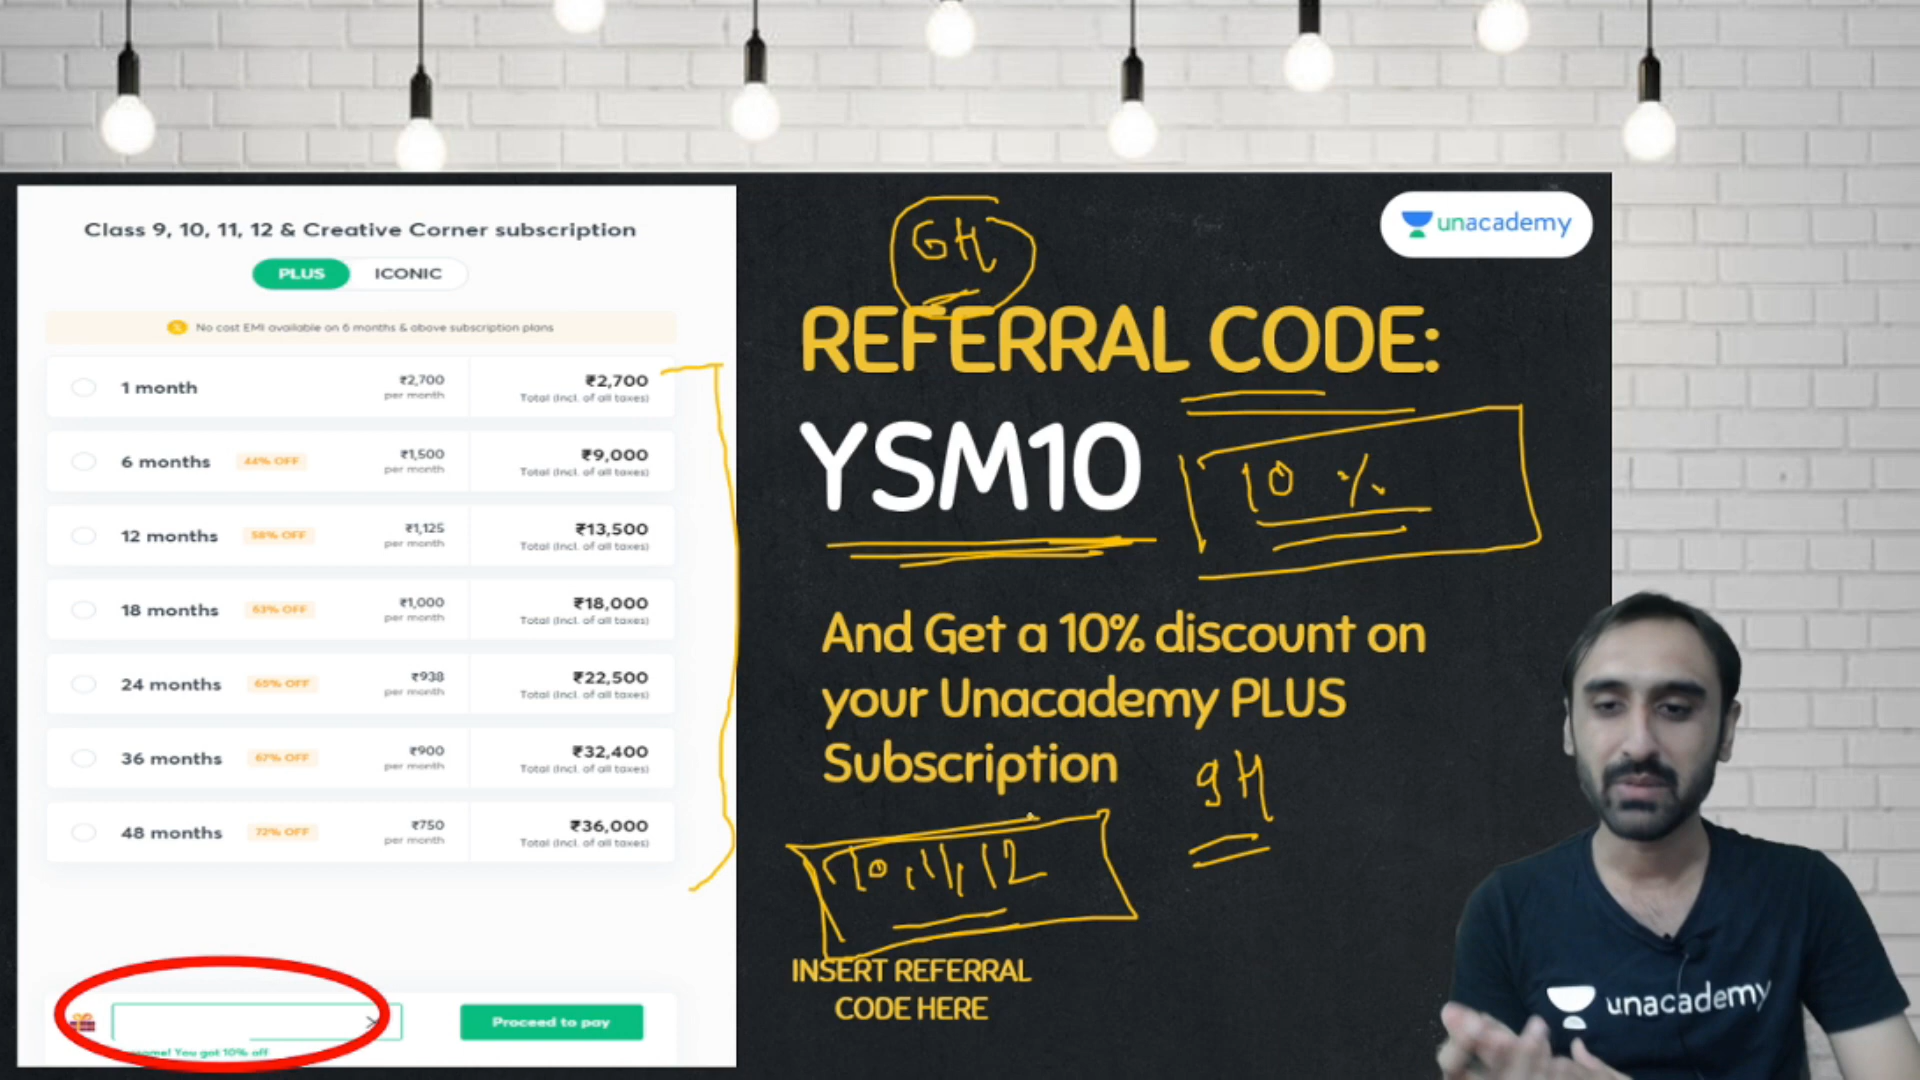 Class 9, 10, 11, 12 & Creative Corner subscription
PLUS ICONIC
No cost EMI available on 6 months & above subscription plans
1 month ₹2,700 per month ₹2,700 Total (Incl. of all taxes)
6 months 44% OFF ₹1,500 per month ₹9,000 Total (Incl. of all taxes)
12 months 58% OFF ₹1,125 per month ₹13,500 Total (Incl. of all taxes)
18 months 63% OFF ₹1,000 per month ₹18,000 Total (Incl. of all taxes)
24 months 65% OFF ₹938 per month ₹22,500 Total (Incl. of all taxes)
36 months 67% OFF ₹900 per month ₹32,400 Total (Incl. of all taxes)
48 months 72% OFF ₹750 per month ₹36,000 Total (Incl. of all taxes)
Proceed to pay
You got 10% off
unacademy
REFERRAL CODE:
YSM10
10 %
And Get a 10% discount on
your Unacademy PLUS
Subscription
10, 11, 12
INSERT REFERRAL
CODE HERE
unacademy